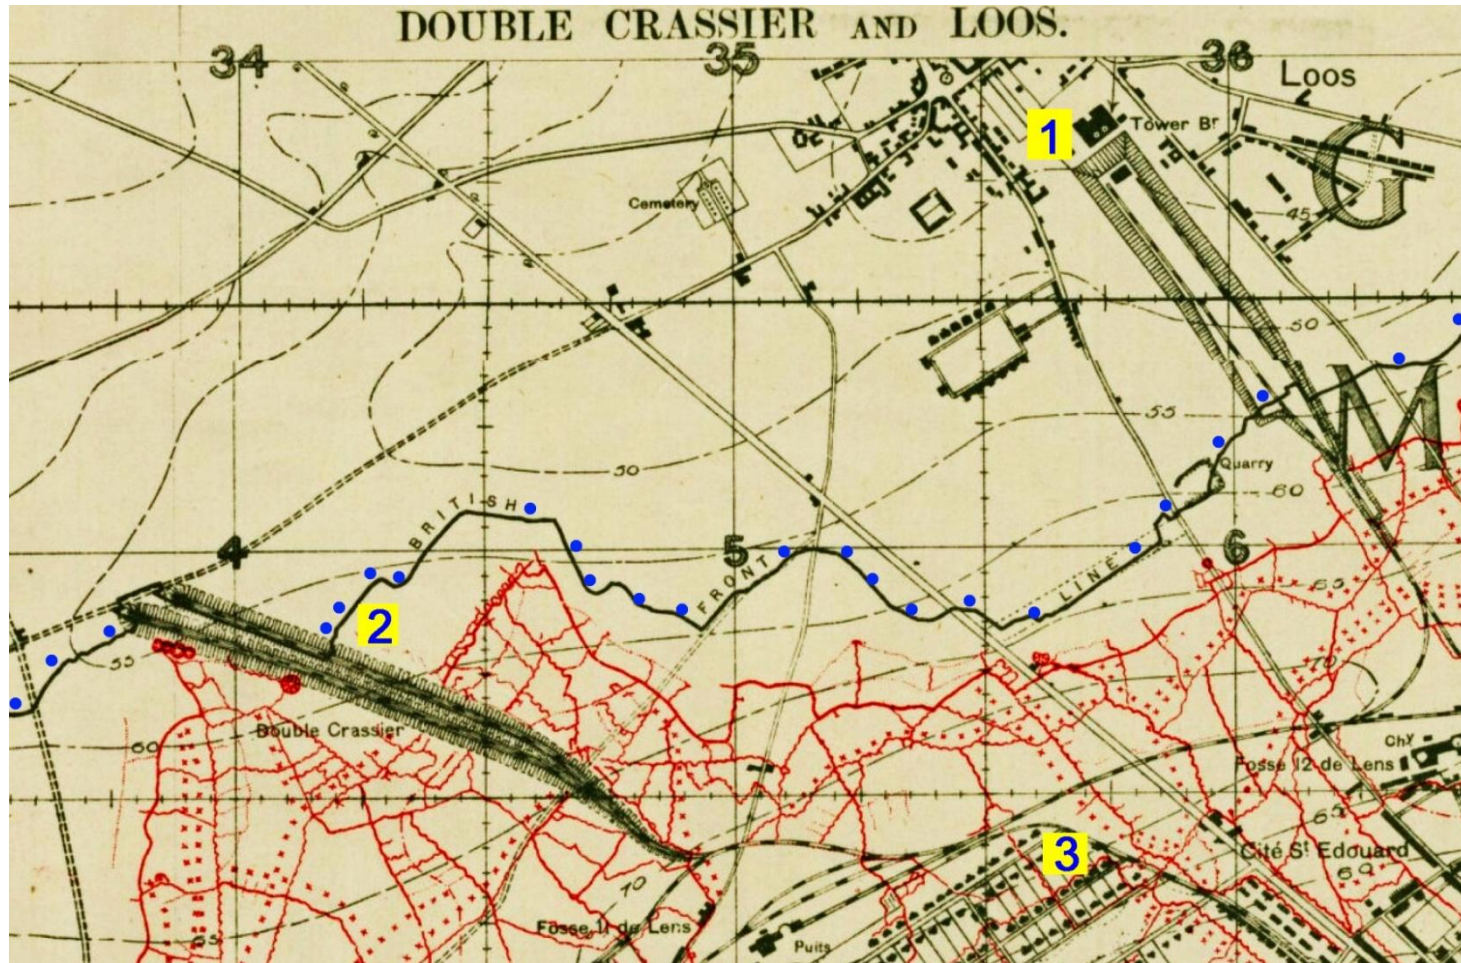 DOUBLE CRASSIER AND LOOS.
34
35
36
Loos
1
Tower Br
G
Cemetery
45
50
M
55
Quarry
50
60
BRITISH
FRONT
LINE
4
5
6
2
65
55
70
Double Crassier
60
Chy
Fosse 12 de Lens
65
3
Cité St Edouard
70
Fosse 11 de Lens
Puits
65